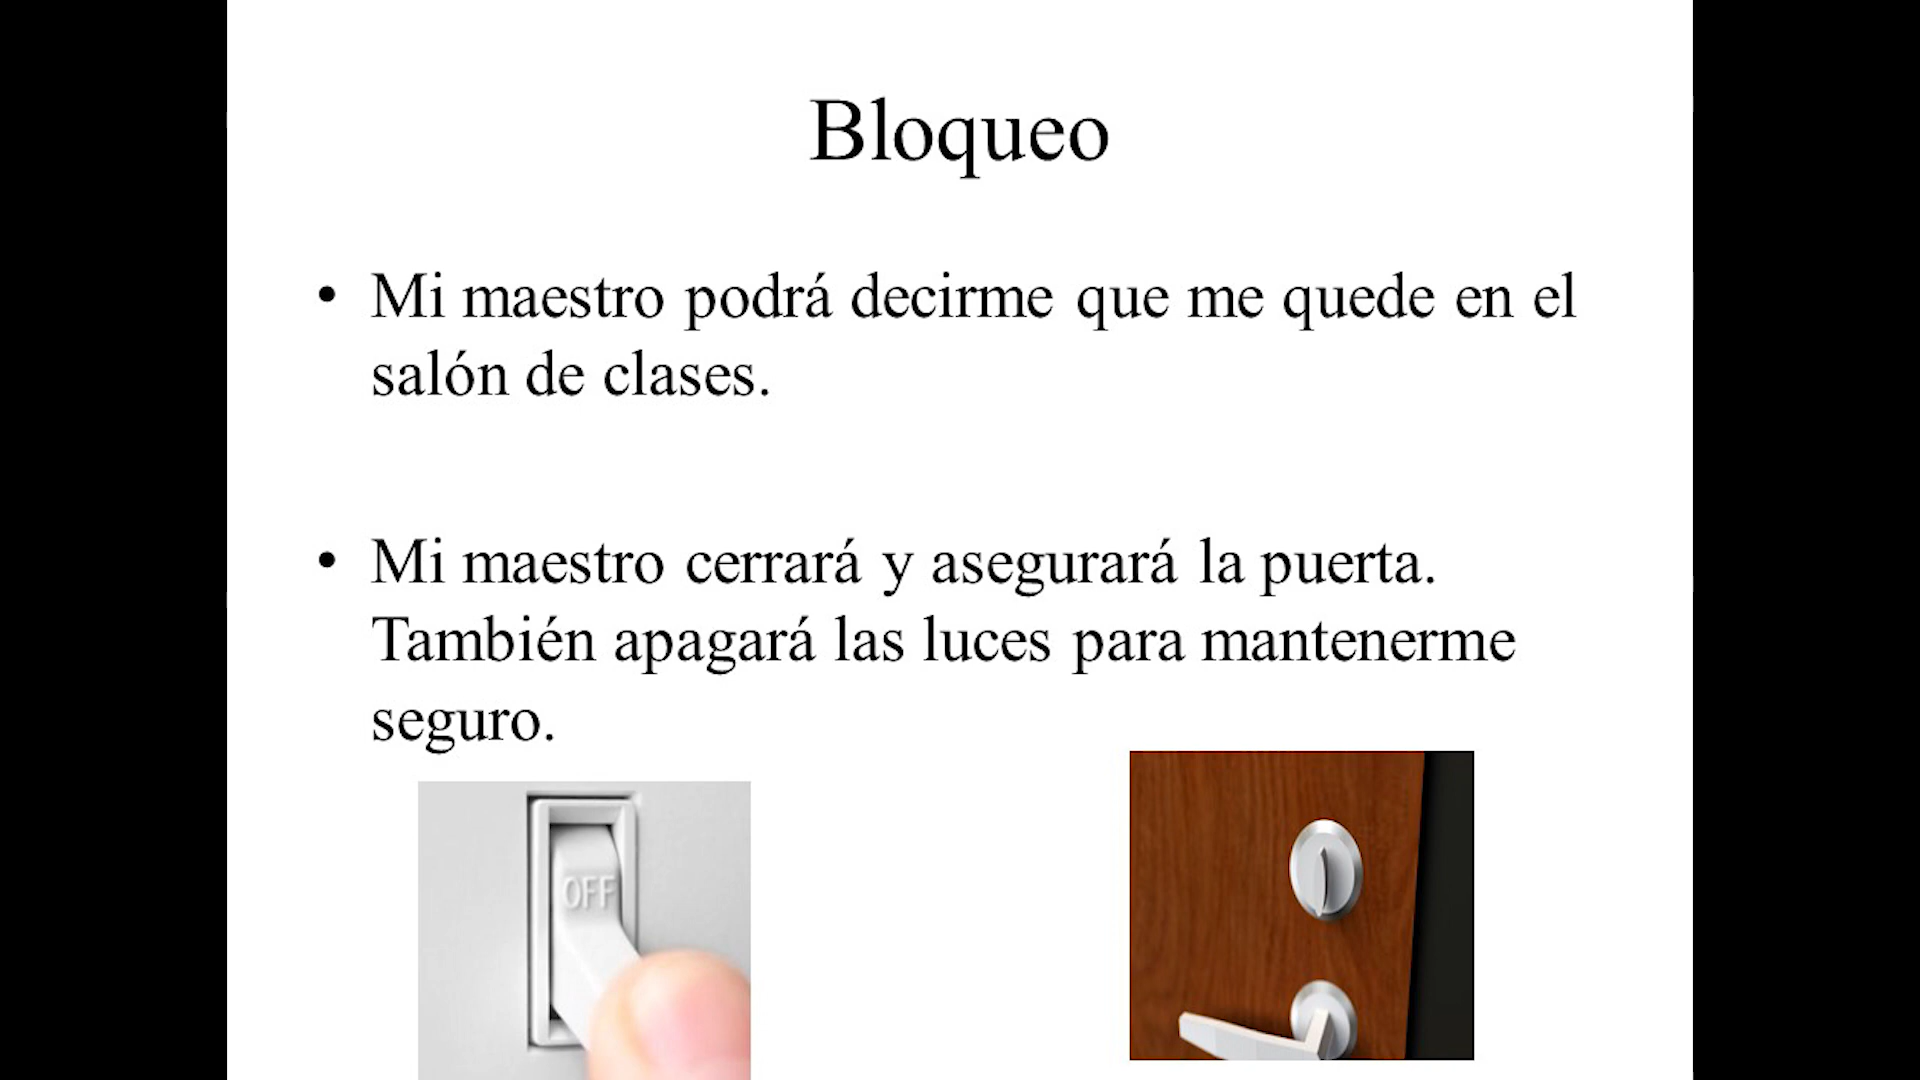 Bloqueo
• Mi maestro podrá decirme que me quede en el
salón de clases.
• Mi maestro cerrará y asegurará la puerta.
También apagará las luces para mantenerme
seguro.
OFF